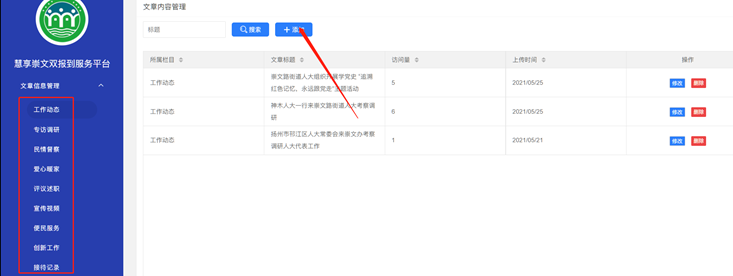 文章内容管理
标题
搜索
添加
慧享崇文双报到服务平台
文章信息管理
工作动态
专访调研
民情督察
爱心暖家
评议述职
宣传视频
便民服务
创新工作
接待记录
所属栏目 文章标题 访问量 上传时间 操作
工作动态 崇文路街道人大组织开展学党史 "追溯 5 2021/05/25 修改 删除
红色记忆、永远跟党走"主题活动
工作动态 神木人大一行来崇文路街道人大考察调 6 2021/05/25 修改 删除
研
工作动态 扬州市邗江区人大常委会来崇文办考察 1 2021/05/21 修改 删除
调研人大代表工作